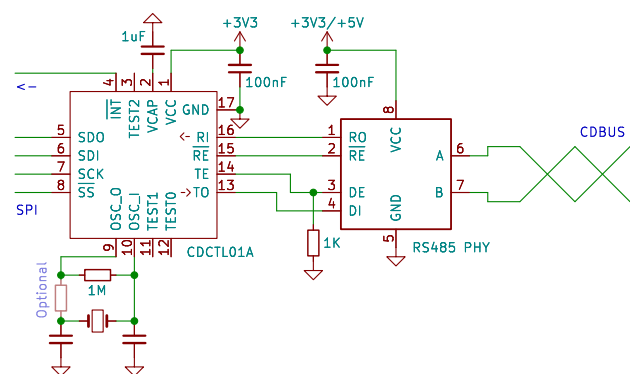 +3V3
+3V3/+5V
1uF
100nF
100nF
<-
4
3
2
1
INT
TEST2
VCAP
VCC
GND
17
8
VCC
CDBUS
5
SDO
<- RI
16
1
RO
A
6
6
SDI
RE
15
2
RE
7
SCK
TE
14
3
DE
B
7
8
SS
->TO
13
4
DI
SPI
OSC_O
OSC_I
TEST1
TEST0
GND
9
10
11
12
CDCTL01A
1K
5
RS485 PHY
Optional
1M